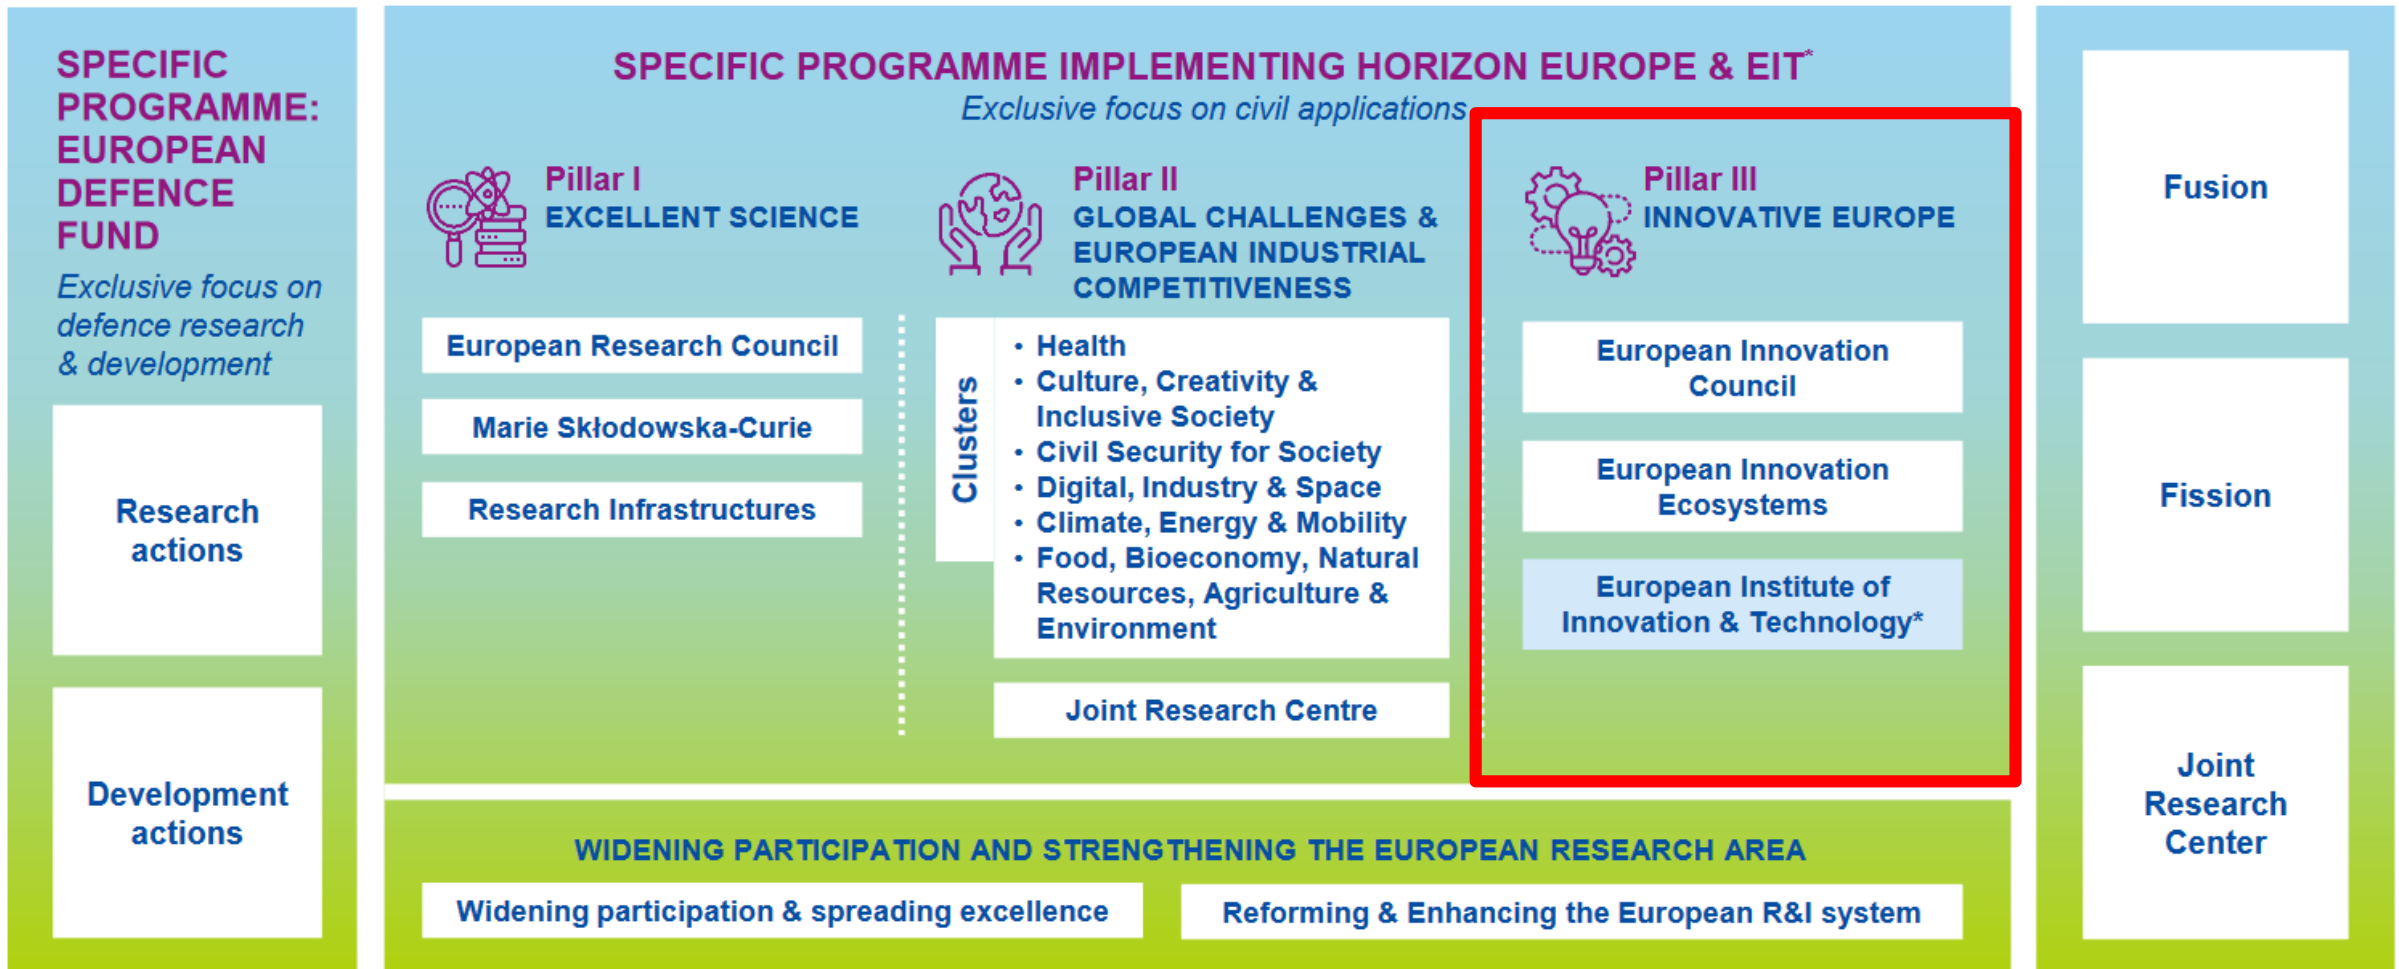 SPECIFIC
PROGRAMME:
EUROPEAN
DEFENCE
FUND
Exclusive focus on
defence research
& development
Research
actions
Development
actions
SPECIFIC PROGRAMME IMPLEMENTING HORIZON EUROPE & EIT*
Exclusive focus on civil applications
Pillar I
EXCELLENT SCIENCE
European Research Council
Marie Skłodowska-Curie
Research Infrastructures
Pillar II
GLOBAL CHALLENGES &
EUROPEAN INDUSTRIAL
COMPETITIVENESS
Clusters
• Health
• Culture, Creativity &
Inclusive Society
• Civil Security for Society
• Digital, Industry & Space
• Climate, Energy & Mobility
• Food, Bioeconomy, Natural
Resources, Agriculture &
Environment
Joint Research Centre
Pillar III
INNOVATIVE EUROPE
European Innovation
Council
European Innovation
Ecosystems
European Institute of
Innovation & Technology*
WIDENING PARTICIPATION AND STRENGTHENING THE EUROPEAN RESEARCH AREA
Widening participation & spreading excellence
Reforming & Enhancing the European R&I system
Fusion
Fission
Joint
Research
Center